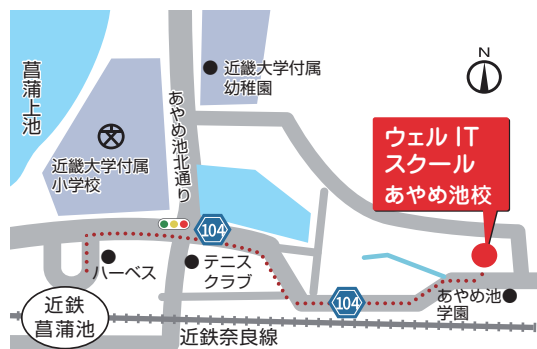 近畿大学付属
幼稚園
N
菖蒲上池
あやめ池北通り
近畿大学付属
小学校
ウェル IT
スクール
あやめ池校
104
ハーベス
テニス
クラブ
104
あやめ池
学園
近鉄
菖蒲池
近鉄奈良線